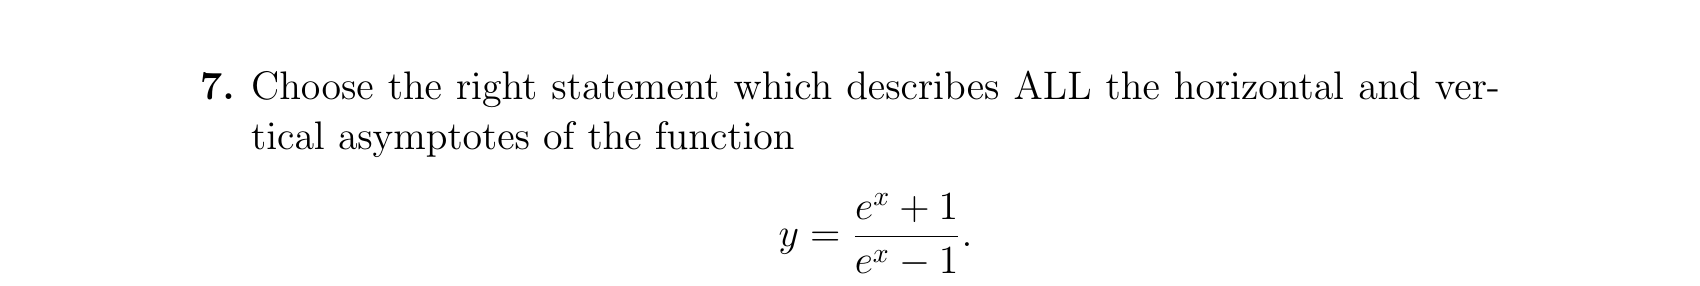 7. Choose the right statement which describes ALL the horizontal and ver-
tical asymptotes of the function
y = \frac{e^x + 1}{e^x - 1}.